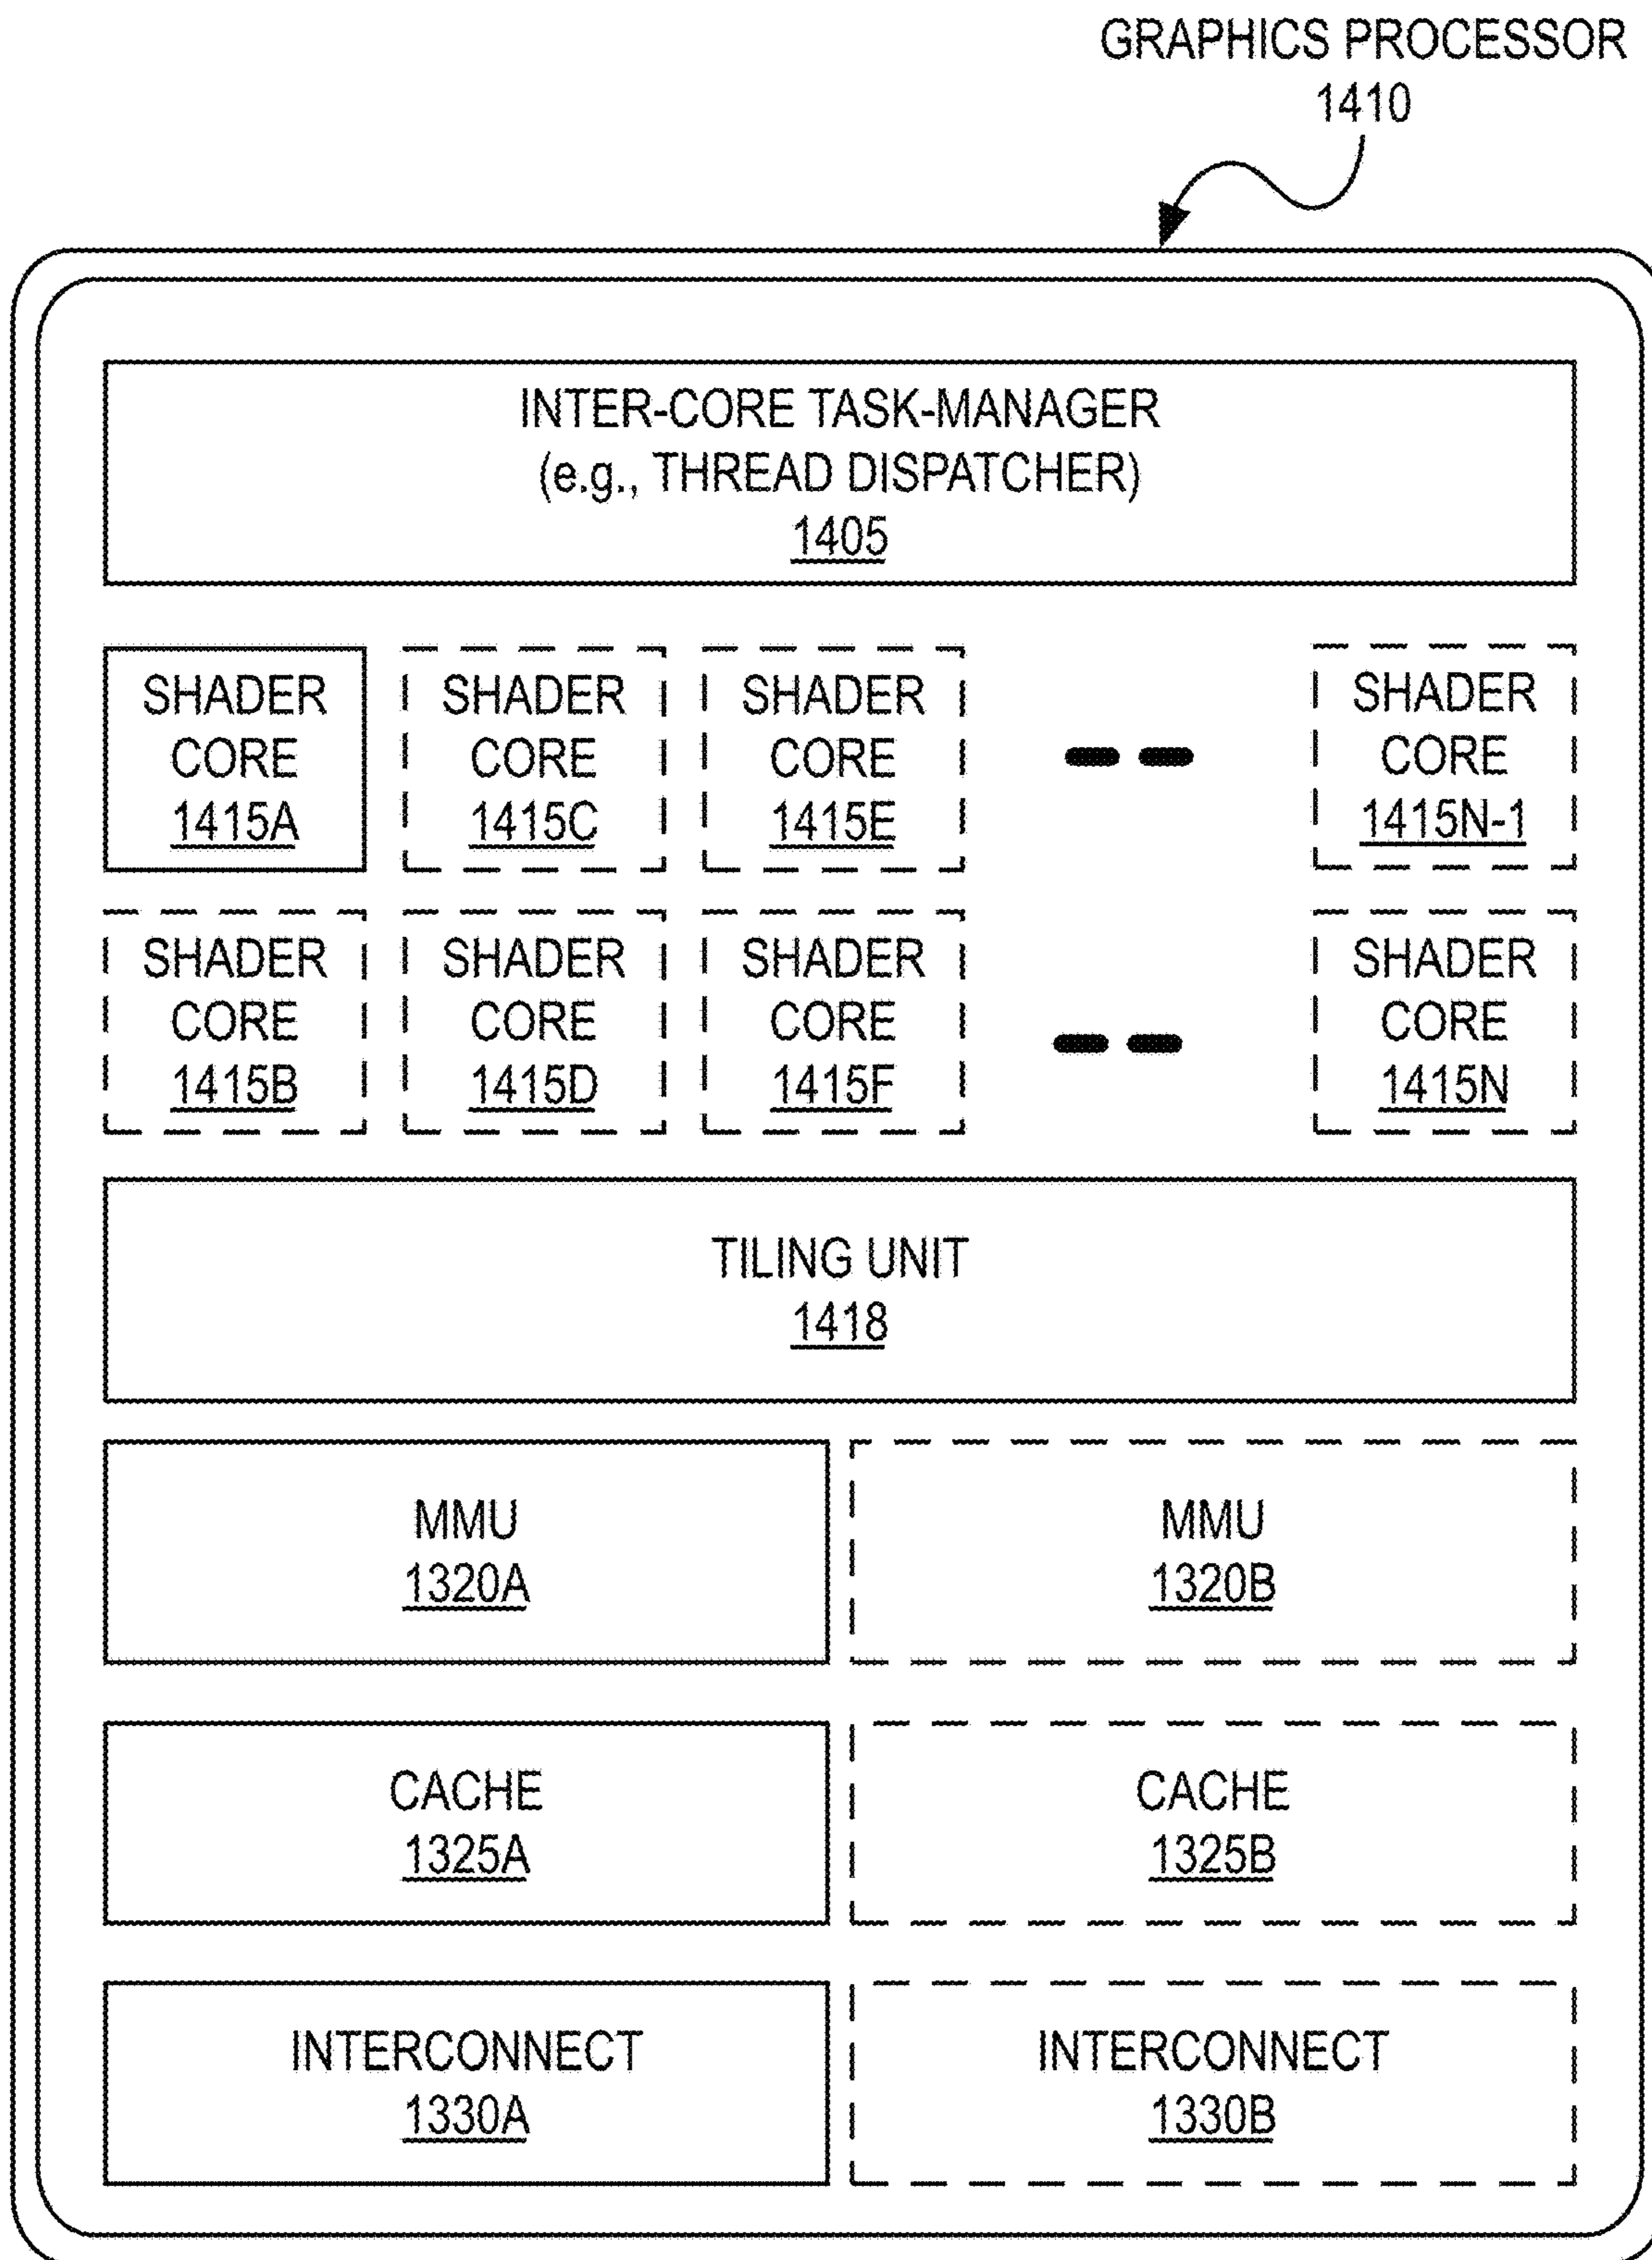 GRAPHICS PROCESSOR
1410
INTER-CORE TASK-MANAGER
(e.g., THREAD DISPATCHER)
1405
SHADER
CORE
1415A
SHADER
CORE
1415C
SHADER
CORE
1415E
SHADER
CORE
1415N-1
SHADER
CORE
1415B
SHADER
CORE
1415D
SHADER
CORE
1415F
SHADER
CORE
1415N
TILING UNIT
1418
MMU
1320A
MMU
1320B
CACHE
1325A
CACHE
1325B
INTERCONNECT
1330A
INTERCONNECT
1330B